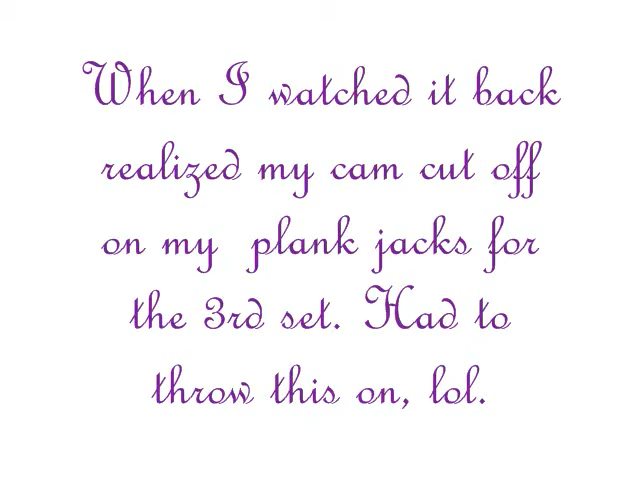 When I watched it back
realized my cam cut off
on my plank jacks for
the 3rd set. Had to
throw this on, lol.